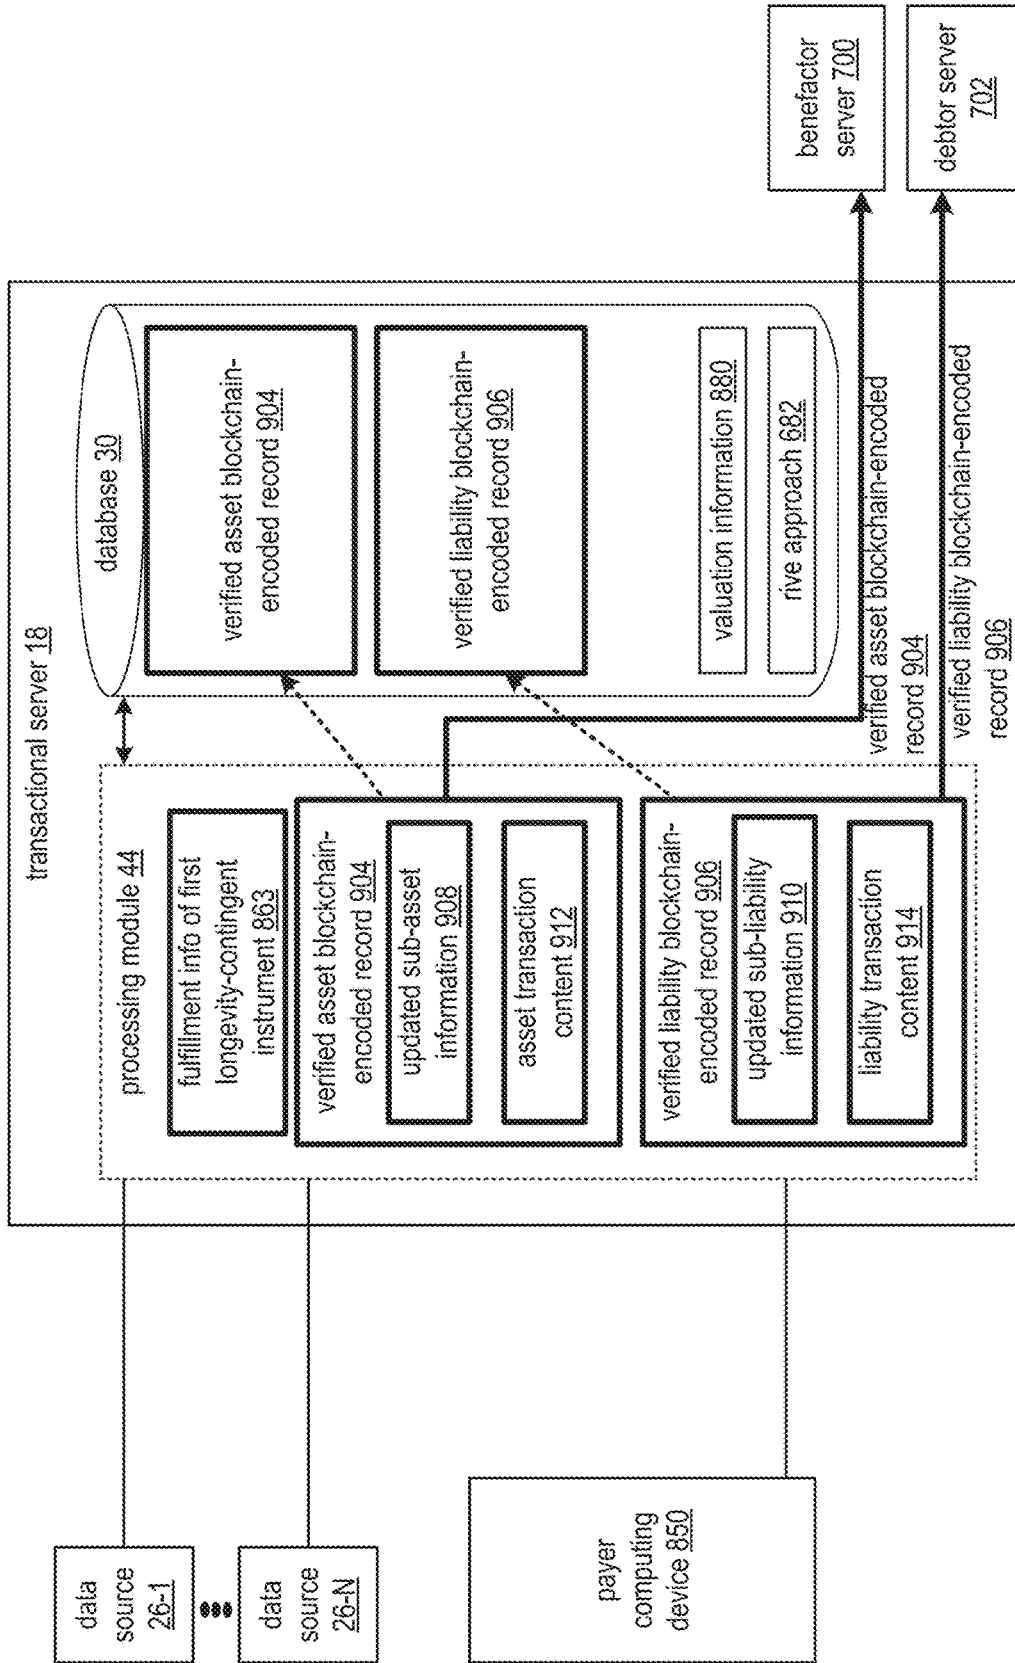 transactional server 18
data
source
26-1
data
source
26-N
payer
computing
device 850
processing module 44
fulfillment info of first
longevity-contingent
instrument 863
verified asset blockchain-
encoded record 904
updated sub-asset
information 908
asset transaction
content 912
verified liability blockchain-
encoded record 906
updated sub-liability
information 910
liability transaction
content 914
database 30
verified asset blockchain-
encoded record 904
verified liability blockchain-
encoded record 906
valuation information 880
rive approach 682
verified asset blockchain-encoded
record 904
verified liability blockchain-encoded
record 906
benefactor
server 700
debtor server
702